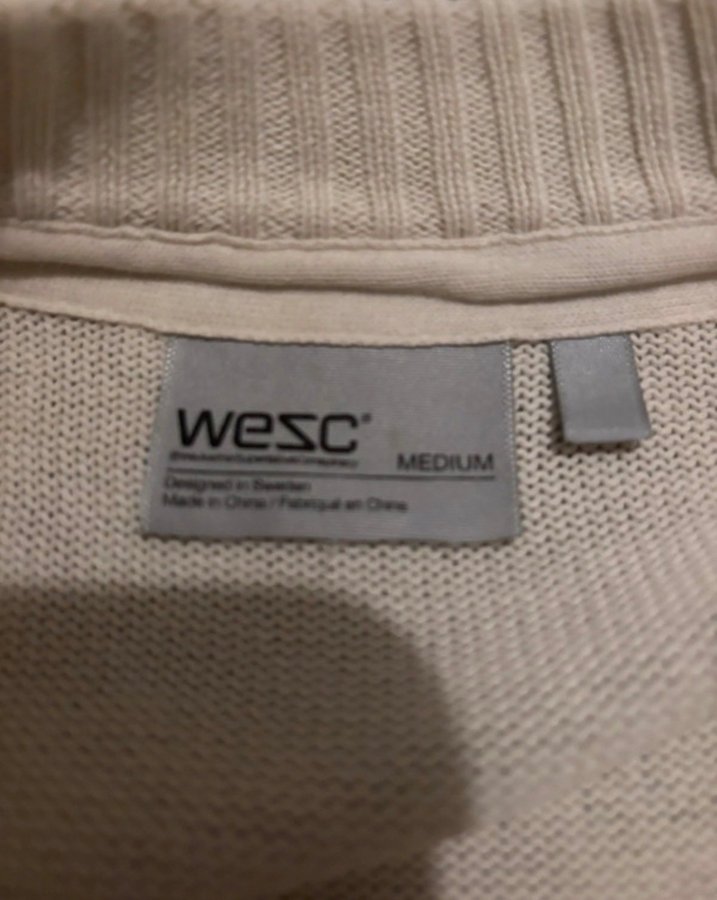 wesc®
MEDIUM
Designed in Sweden
Made in China / Fabriqué en Chine